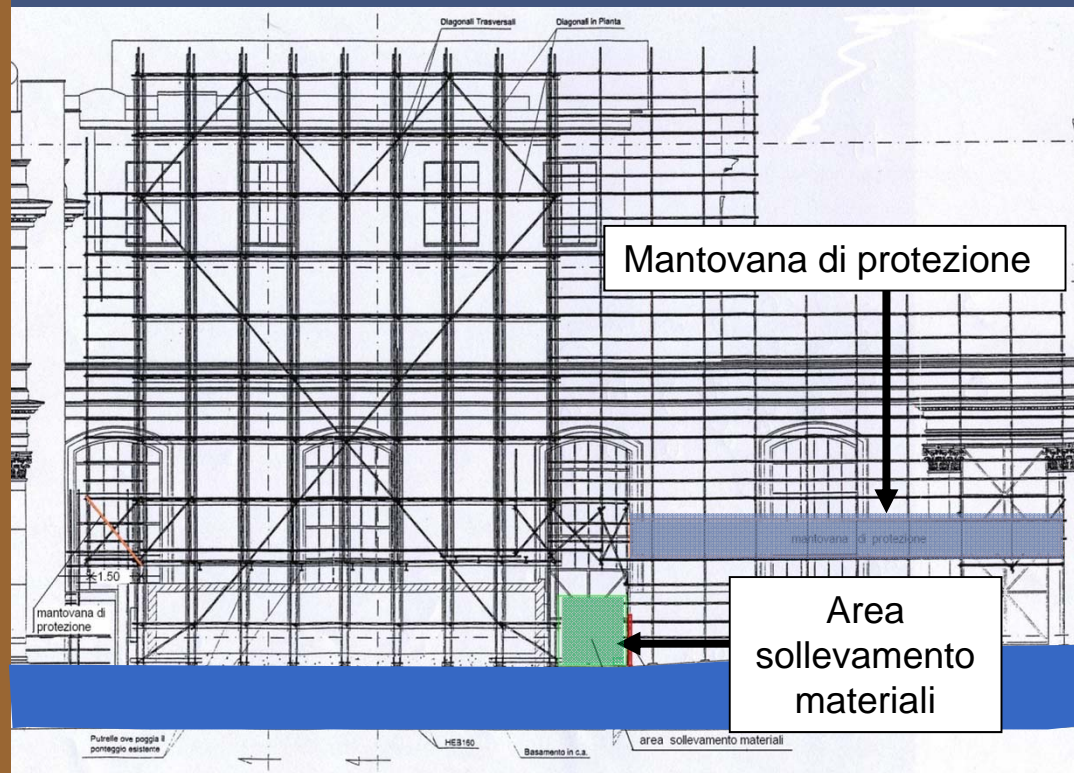 Diagonali Trasversali
Diagonali in Pianta
Mantovana di protezione
mantovana di protezione
1.50
mantovana di
protezione
Area
sollevamento
materiali
Putrelle ove poggia il
ponteggio esistente
HEB160
Basamento in c.a.
area sollevamento materiali